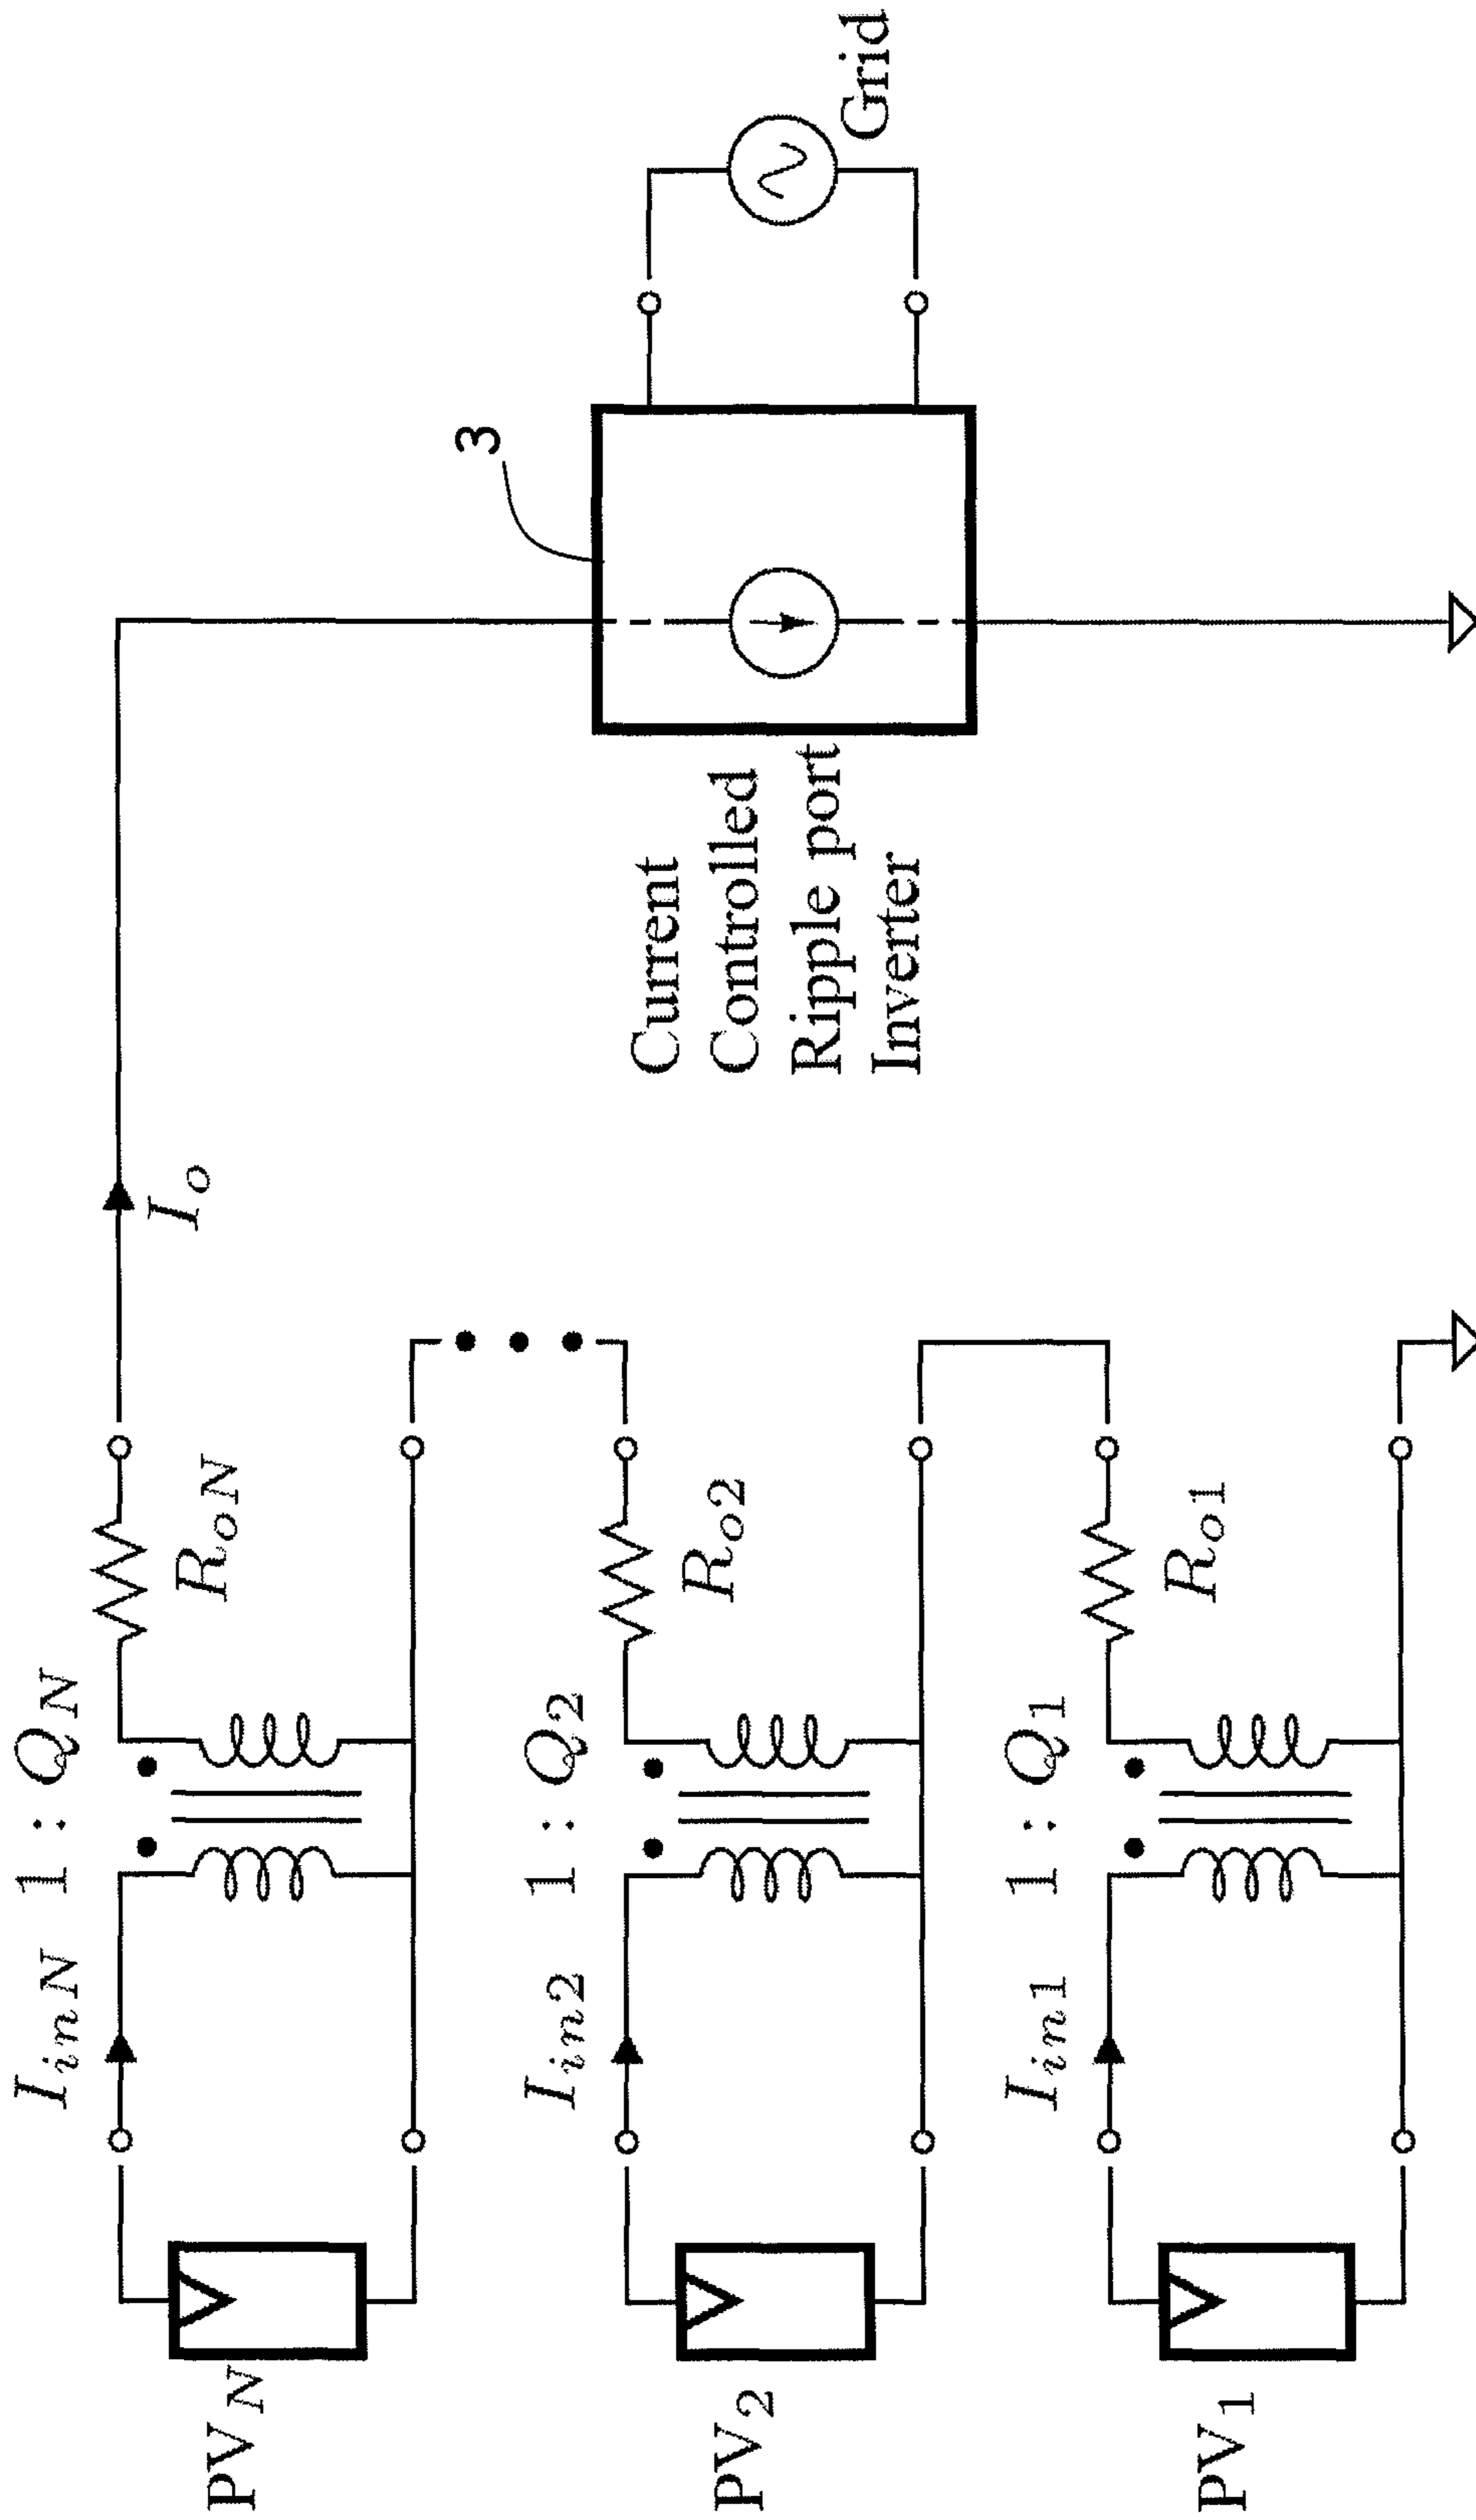 PV_N
I_inN
1 : Q_N
R_oN
I_o
PV_2
I_in2
1 : Q_2
R_o2
PV_1
I_in1
1 : Q_1
R_o1
Current
Controlled
Ripple port
Inverter
3
Grid